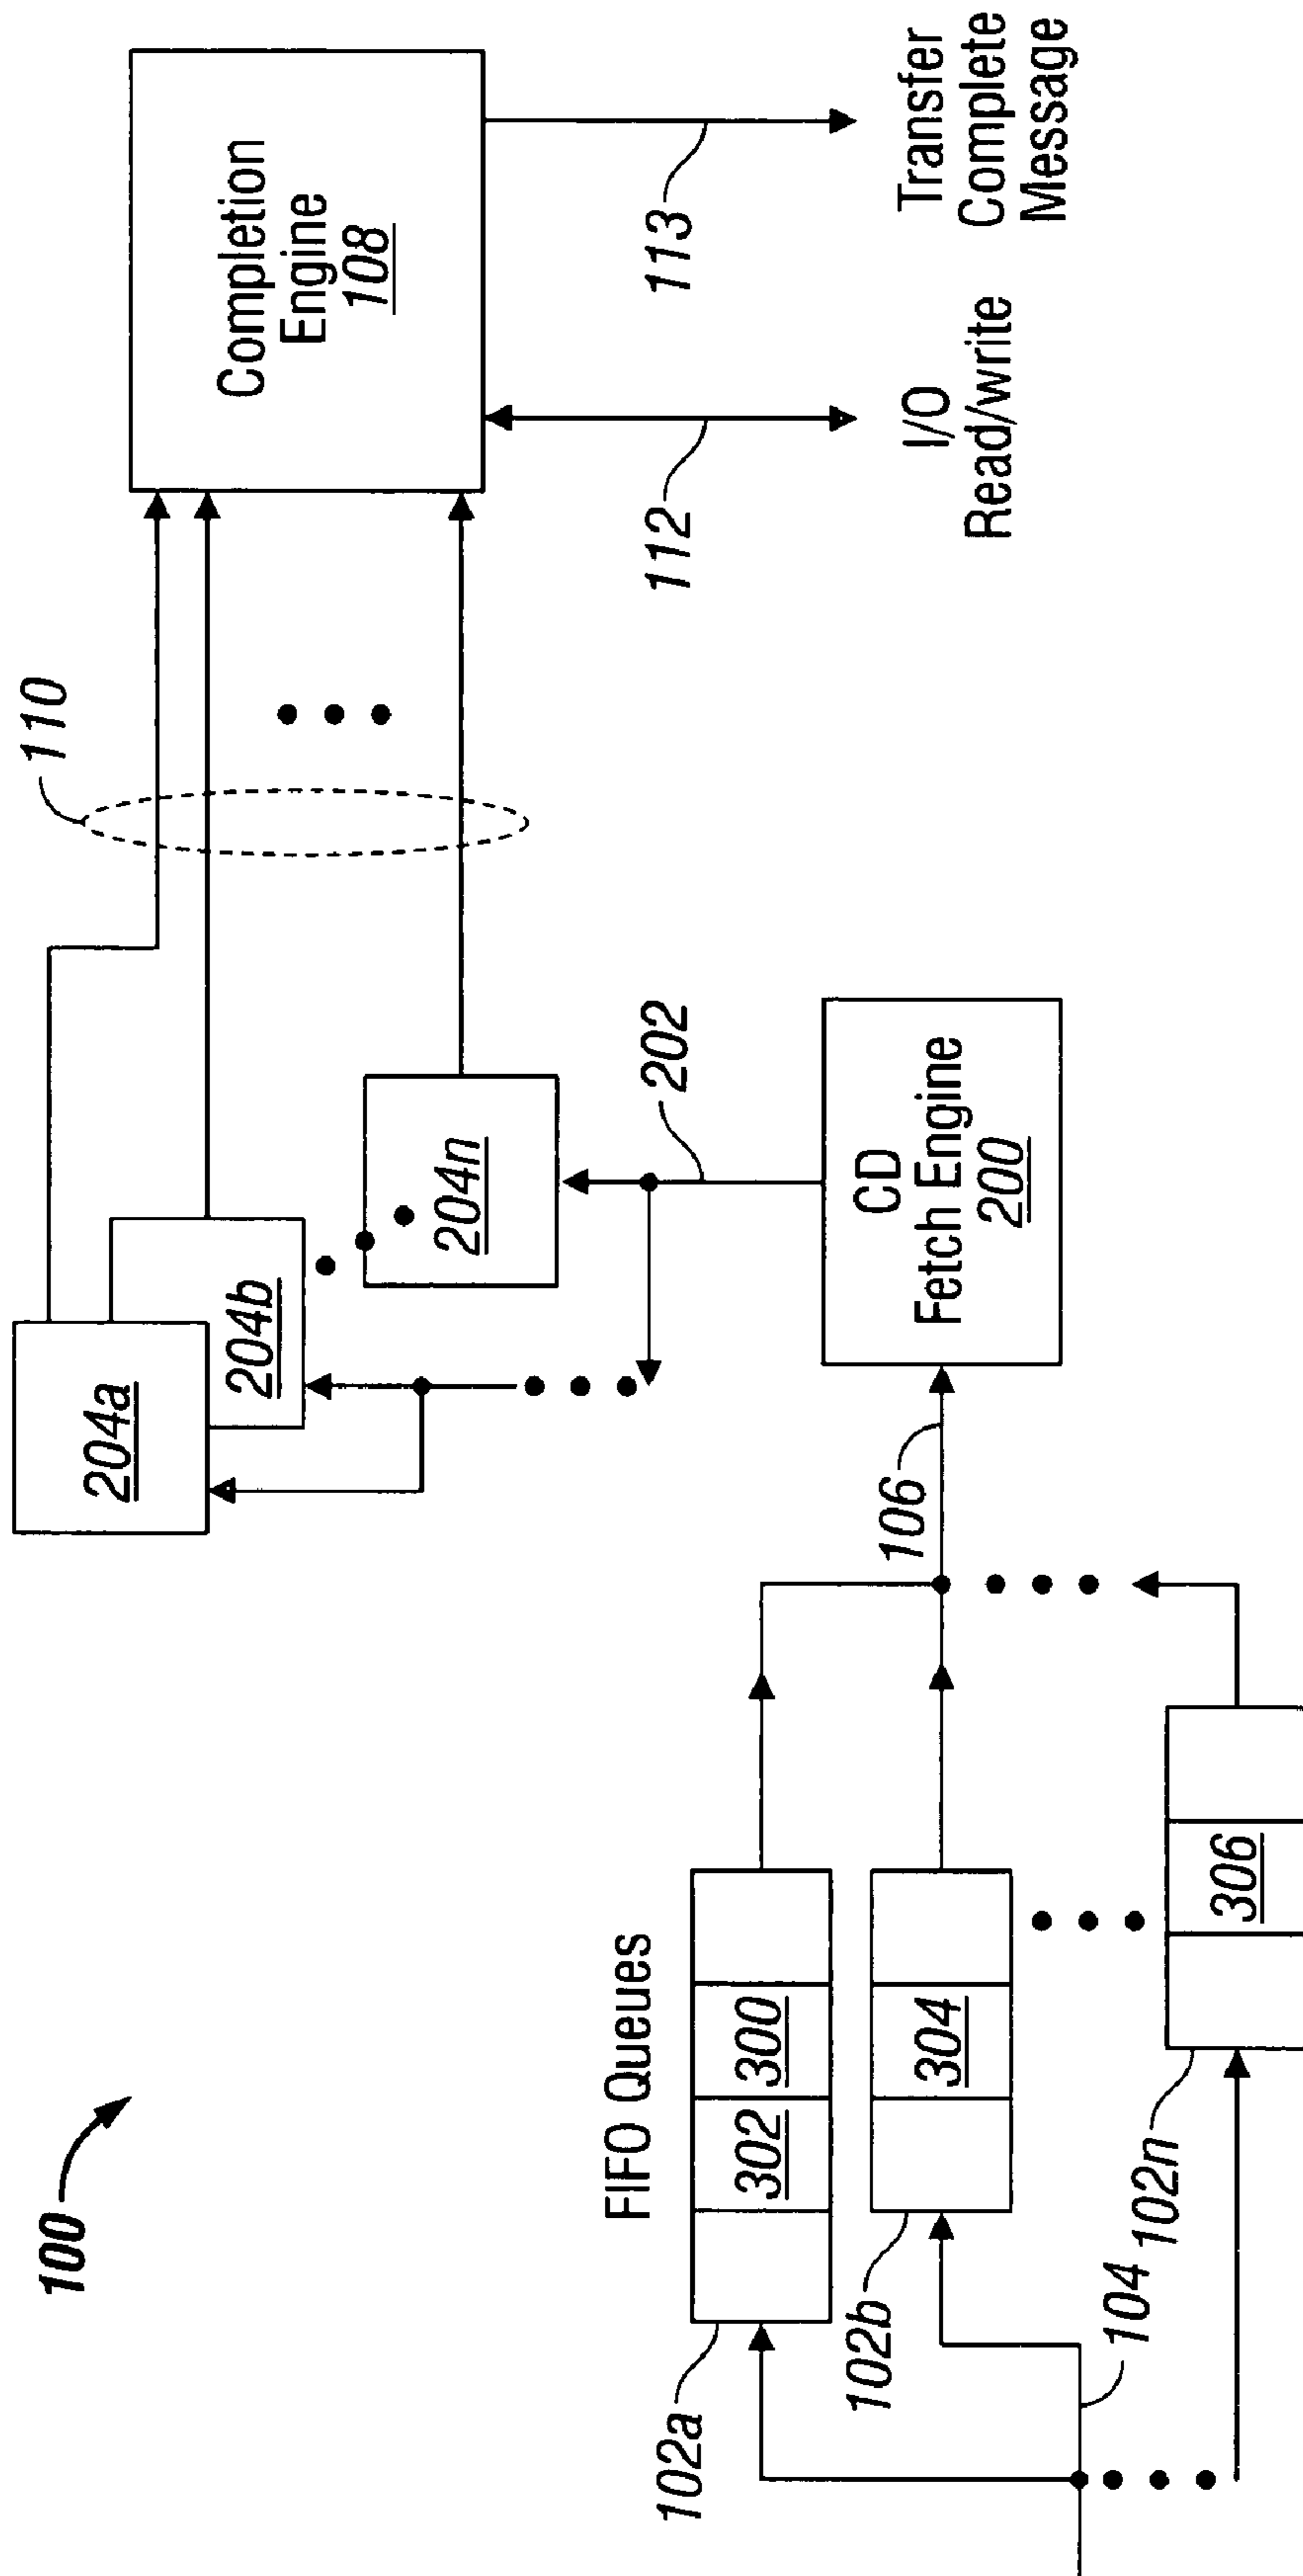 100
FIFO Queues
102a
302
300
102b
304
102n
306
104
106
CD
Fetch Engine
200
202
204a
204b
204n
110
Completion
Engine
108
112
113
I/O
Read/write
Transfer
Complete
Message